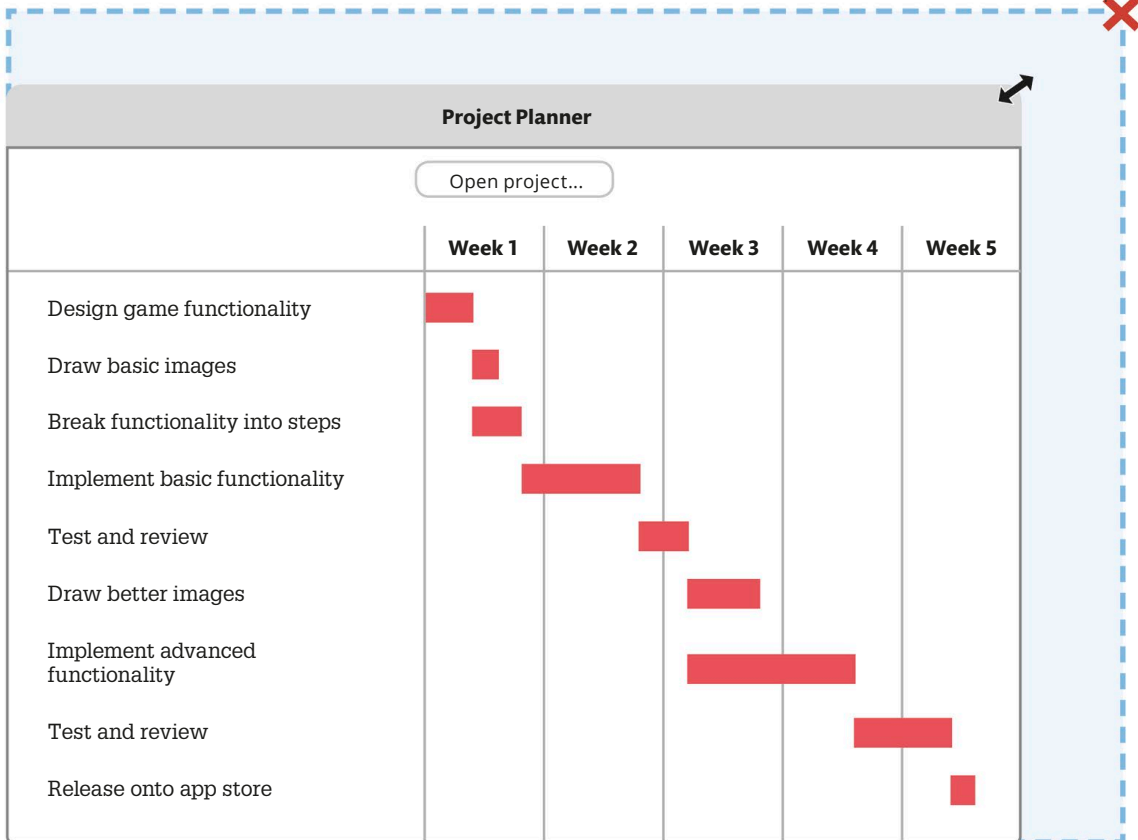 Project Planner
Open project...
Week 1 Week 2 Week 3 Week 4 Week 5
Design game functionality
Draw basic images
Break functionality into steps
Implement basic functionality
Test and review
Draw better images
Implement advanced
functionality
Test and review
Release onto app store